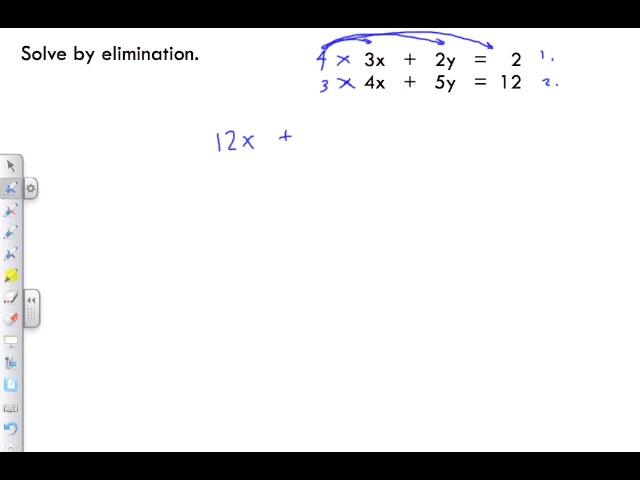 Solve by elimination.
4 × 3x + 2y = 2 1.
3 × 4x + 5y = 12 2.
12x +